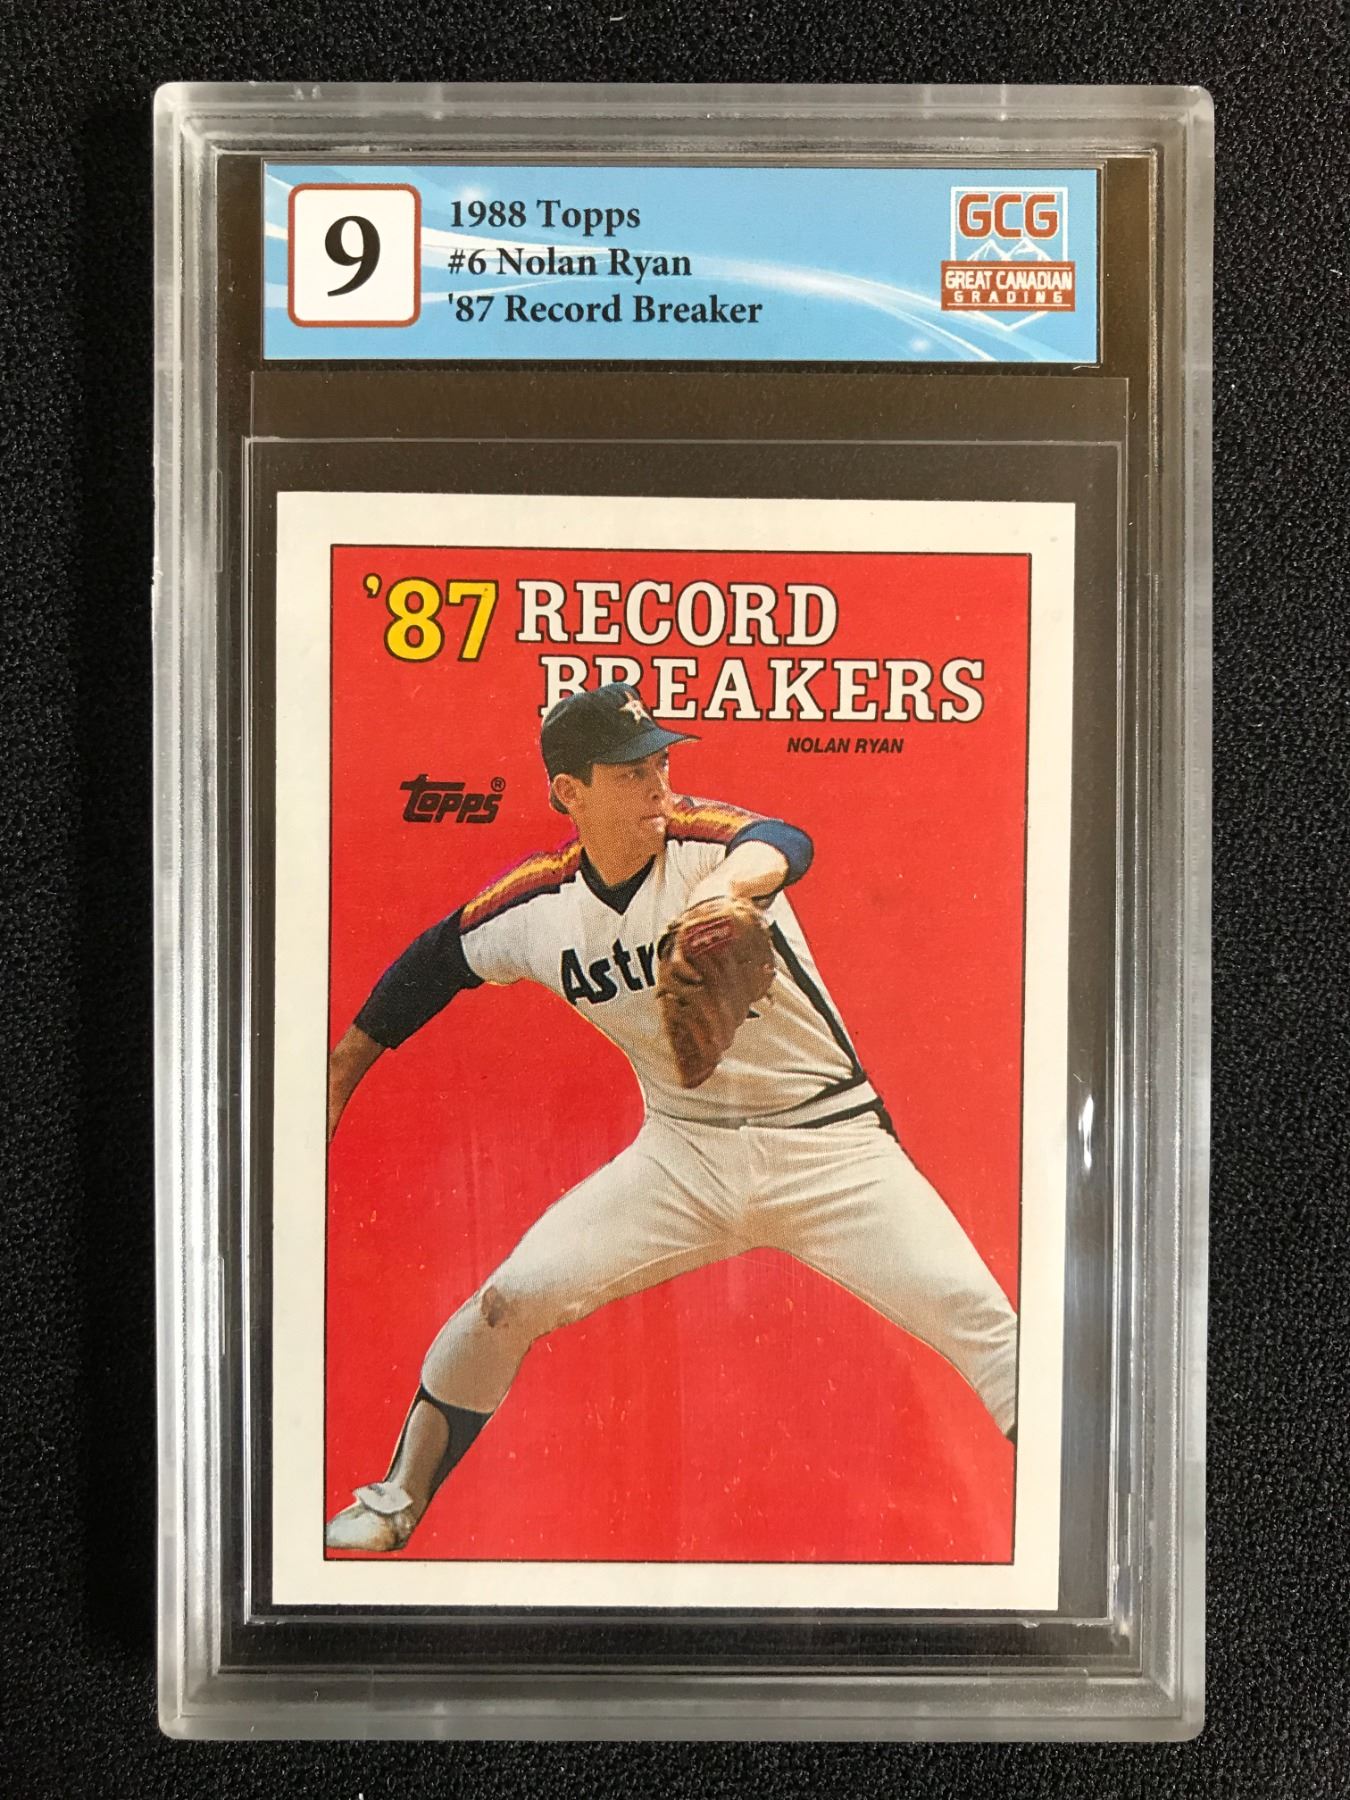 9
1988 Topps
#6 Nolan Ryan
'87 Record Breaker
GCG
GREAT CANADIAN
GRADING
'87 RECORD
BREAKERS
NOLAN RYAN
Topps®
Astr